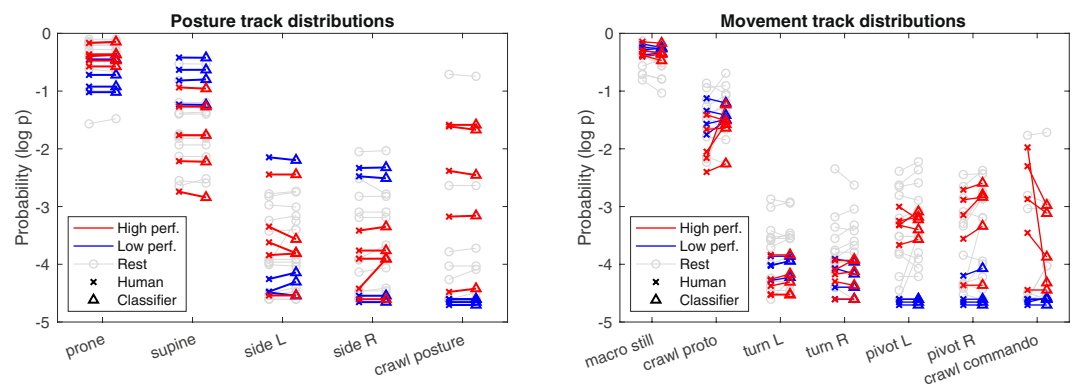 Posture track distributions
Probability (log p)
0
-1
-2
-3
-4
-5
High perf.
Low perf.
Rest
Human
Classifier
prone
supine
side L
side R
crawl posture
Movement track distributions
Probability (log p)
0
-1
-2
-3
-4
-5
High perf.
Low perf.
Rest
Human
Classifier
macro still
crawl proto
turn L
turn R
pivot L
pivot R
crawl commando